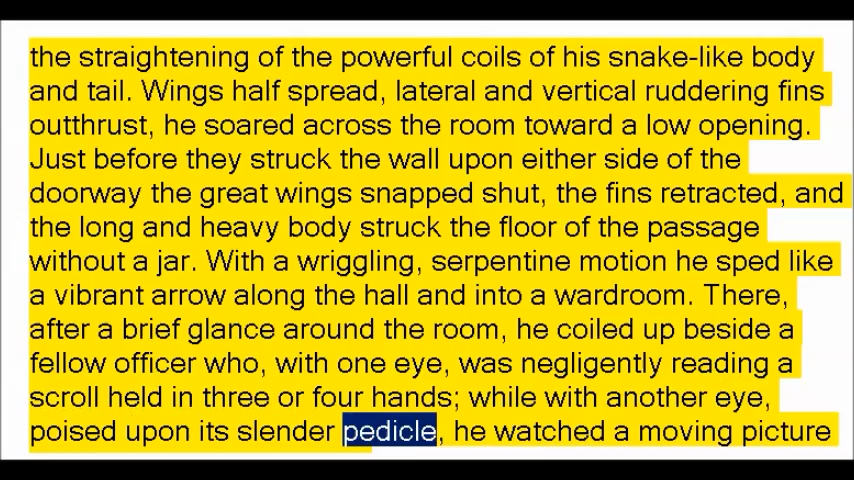 the straightening of the powerful coils of his snake-like body
and tail. Wings half spread, lateral and vertical ruddering fins
outthrust, he soared across the room toward a low opening.
Just before they struck the wall upon either side of the
doorway the great wings snapped shut, the fins retracted, and
the long and heavy body struck the floor of the passage
without a jar. With a wriggling, serpentine motion he sped like
a vibrant arrow along the hall and into a wardroom. There,
after a brief glance around the room, he coiled up beside a
fellow officer who, with one eye, was negligently reading a
scroll held in three or four hands; while with another eye,
poised upon its slender pedicle, he watched a moving picture